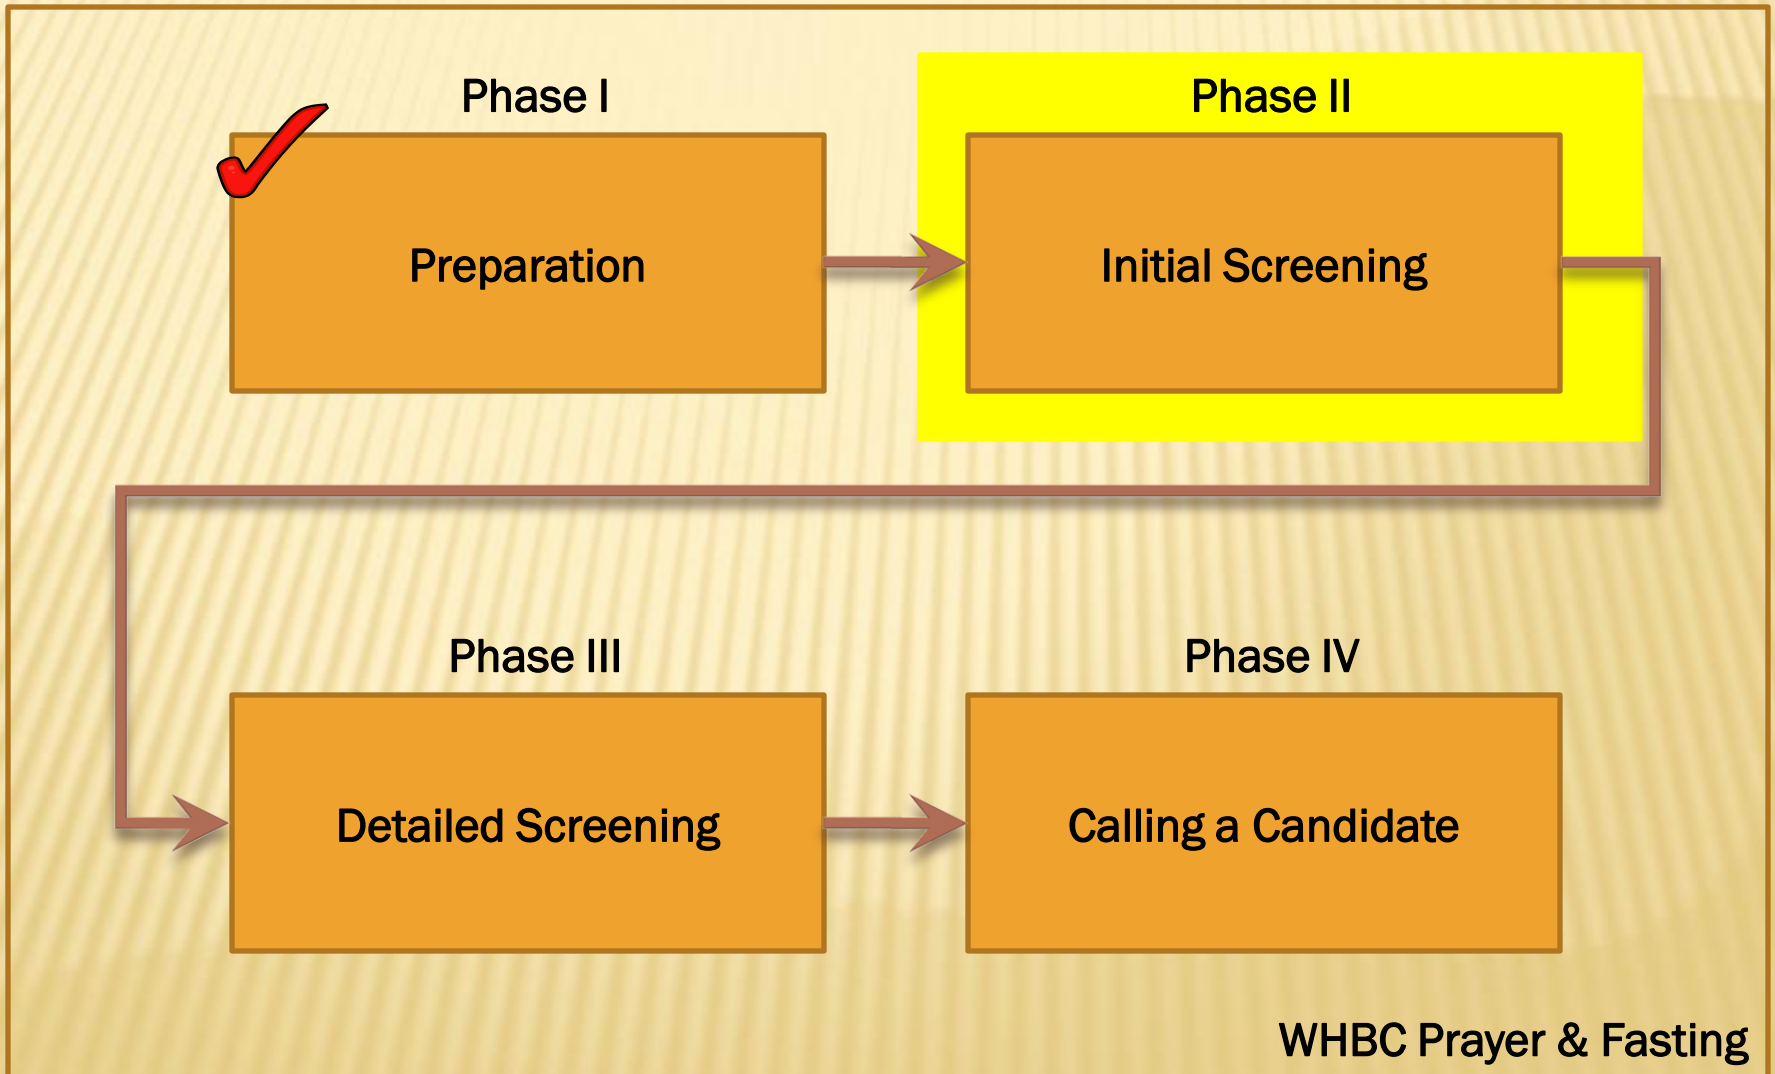 Phase I
Preparation
Phase II
Initial Screening
Phase III
Detailed Screening
Phase IV
Calling a Candidate
WHBC Prayer & Fasting